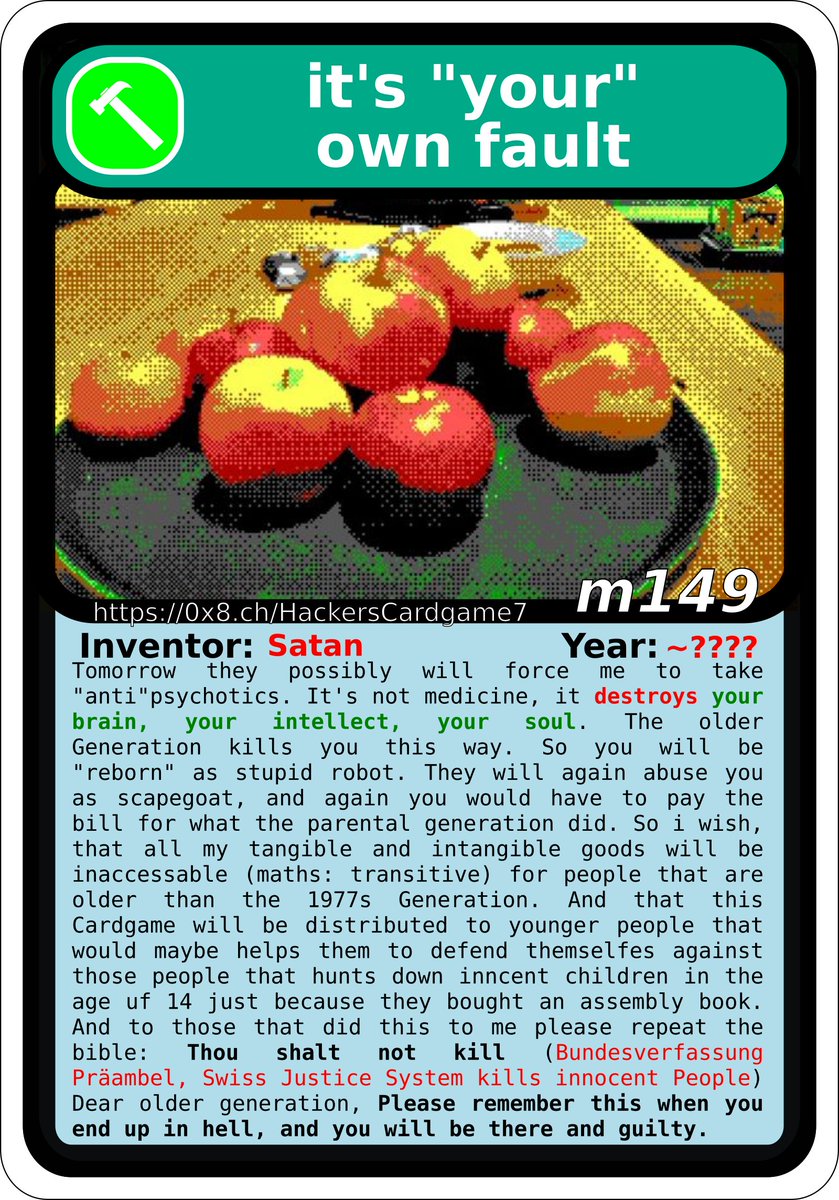 it's "your"
own fault
https://0x8.ch/HackersCardgame7
m149
Inventor: Satan Year: ~????
Tomorrow they possibly will force me to take
"anti"psychotics. It's not medicine, it destroys your
brain, your intellect, your soul. The older
Generation kills you this way. So you will be
"reborn" as stupid robot. They will again abuse you
as scapegoat, and again you would have to pay the
bill for what the parental generation did. So i wish,
that all my tangible and intangible goods will be
inaccessable (maths: transitive) for people that are
older than the 1977s Generation. And that this
Cardgame will be distributed to younger people that
would maybe helps them to defend themselfes against
those people that hunts down inncent children in the
age uf 14 just because they bought an assembly book.
And to those that did this to me please repeat the
bible: Thou shalt not kill (Bundesverfassung
Präambel, Swiss Justice System kills innocent People)
Dear older generation, Please remember this when you
end up in hell, and you will be there and guilty.